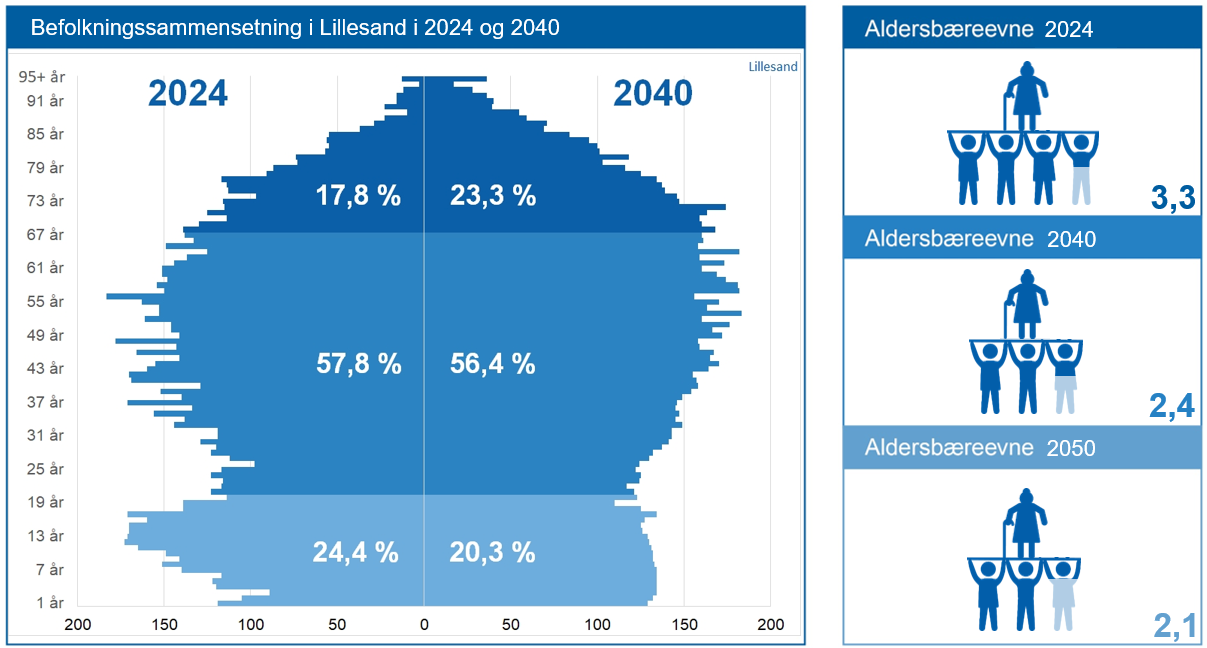 Befolkningssammensetning i Lillesand i 2024 og 2040
Lillesand
2024
2040
95+ år
91 år
85 år
79 år
73 år
67 år
61 år
55 år
49 år
43 år
37 år
31 år
25 år
19 år
13 år
7 år
1 år
17,8 %
23,3 %
57,8 %
56,4 %
24,4 %
20,3 %
200
150
100
50
0
50
100
150
200
Aldersbæreevne 2024
3,3
Aldersbæreevne 2040
2,4
Aldersbæreevne 2050
2,1